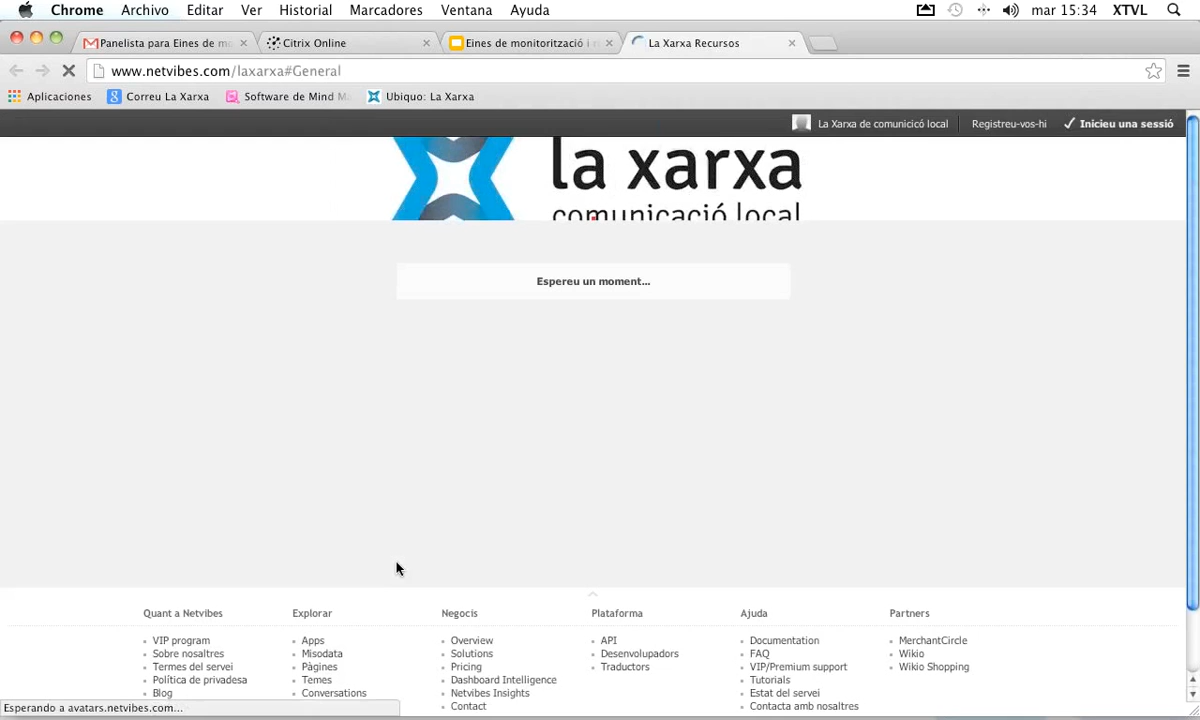 Chrome Archivo Editar Ver Historial Marcadores Ventana Ayuda mar 15:34 XTVL
Panelista para Eines de Citrix Online Eines de monitorització i La Xarxa Recursos
www.netvibes.com/laxarxa#General
Aplicaciones Correu La Xarxa Software de Mind Ubiquo: La Xarxa
La Xarxa de comunicicó local Registreu-vos-hi Inicieu una sessió
la xarxa
comunicació local
Espereu un moment...
Quant a Netvibes Explorar Negocis Plataforma Ajuda Partners
VIP program Apps Overview API Documentation MerchantCircle
Sobre nosaltres Misodata Solutions Desenvolupadors FAQ Wikio
Termes del servei Pàgines Pricing Traductors VIP/Premium support Wikio Shopping
Política de privadesa Temes Dashboard Intelligence Tutorials
Blog Conversations Netvibes Insights Estat del servei
Contact Contacta amb nosaltres
Esperando a avatars.netvibes.com...